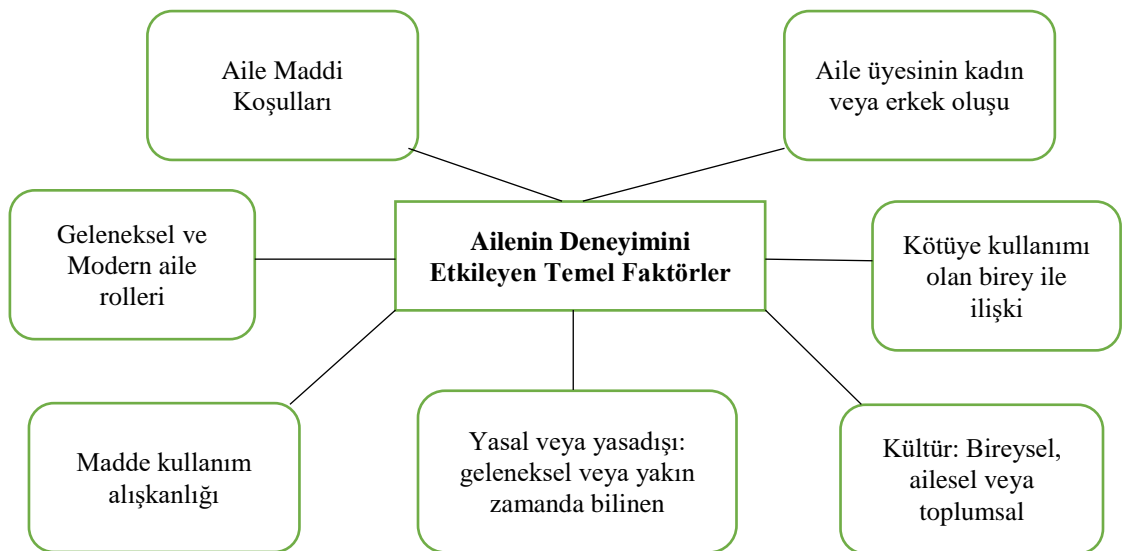 Aile Maddi
Koşulları
Aile üyesinin kadın
veya erkek oluşu
Geleneksel ve
Modern aile
rolleri
Ailenin Deneyimini
Etkileyen Temel Faktörler
Kötüye kullanımı
olan birey ile
ilişki
Madde kullanım
alışkanlığı
Yasal veya yasadışı:
geleneksel veya yakın
zamanda bilinen
Kültür: Bireysel,
ailesel veya
toplumsal